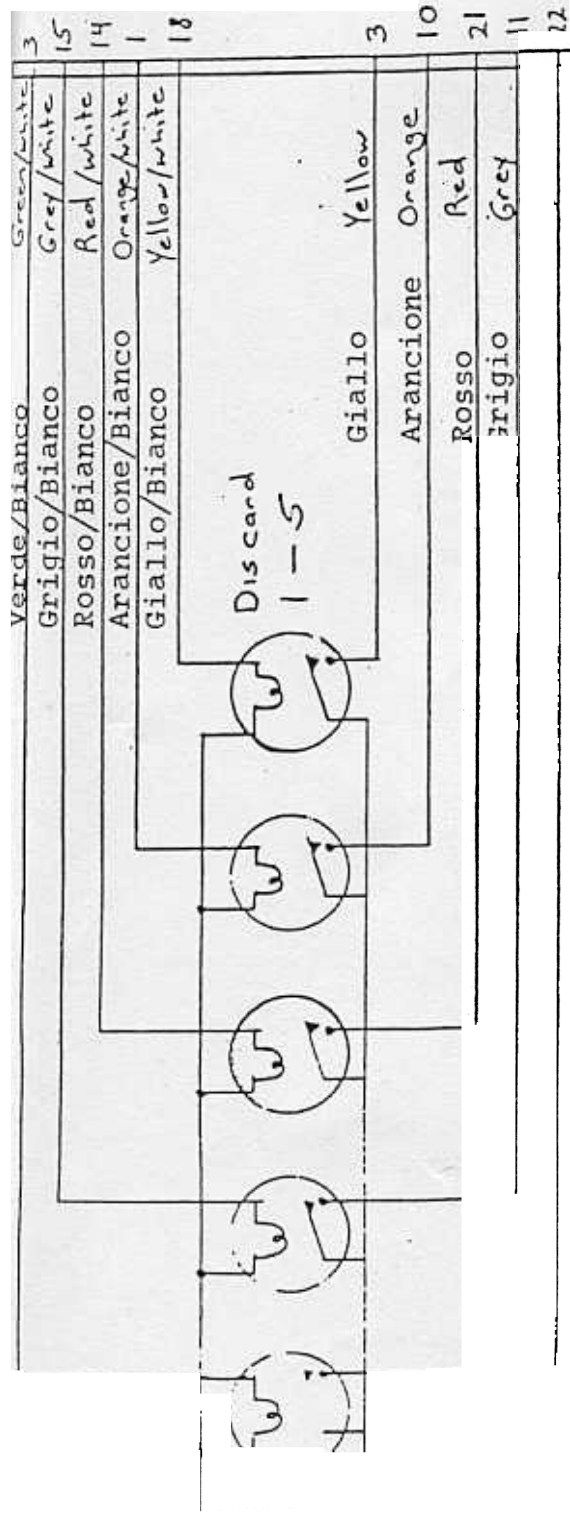 Verde/Bianco Green/white 3
Grigio/Bianco Grey/white 15
Rosso/Bianco Red/white 14
Arancione/Bianco Orange/white 1
Giallo/Bianco Yellow/white 18
Discard
1-5
Giallo Yellow 3
Arancione Orange 10
Rosso Red 21
Grigio Grey 11
22